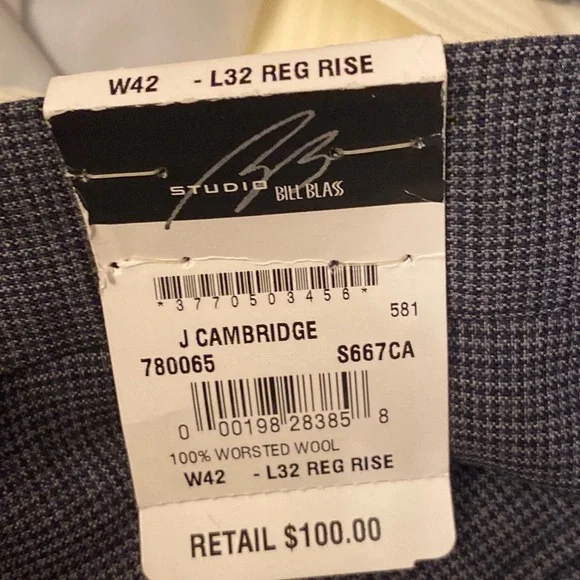 W42 - L32 REG RISE
STUDIO BILL BLASS
*3770503456*
581
J CAMBRIDGE
780065 S667CA
0 00198 28385 8
100% WORSTED WOOL
W42 - L32 REG RISE
RETAIL $100.00